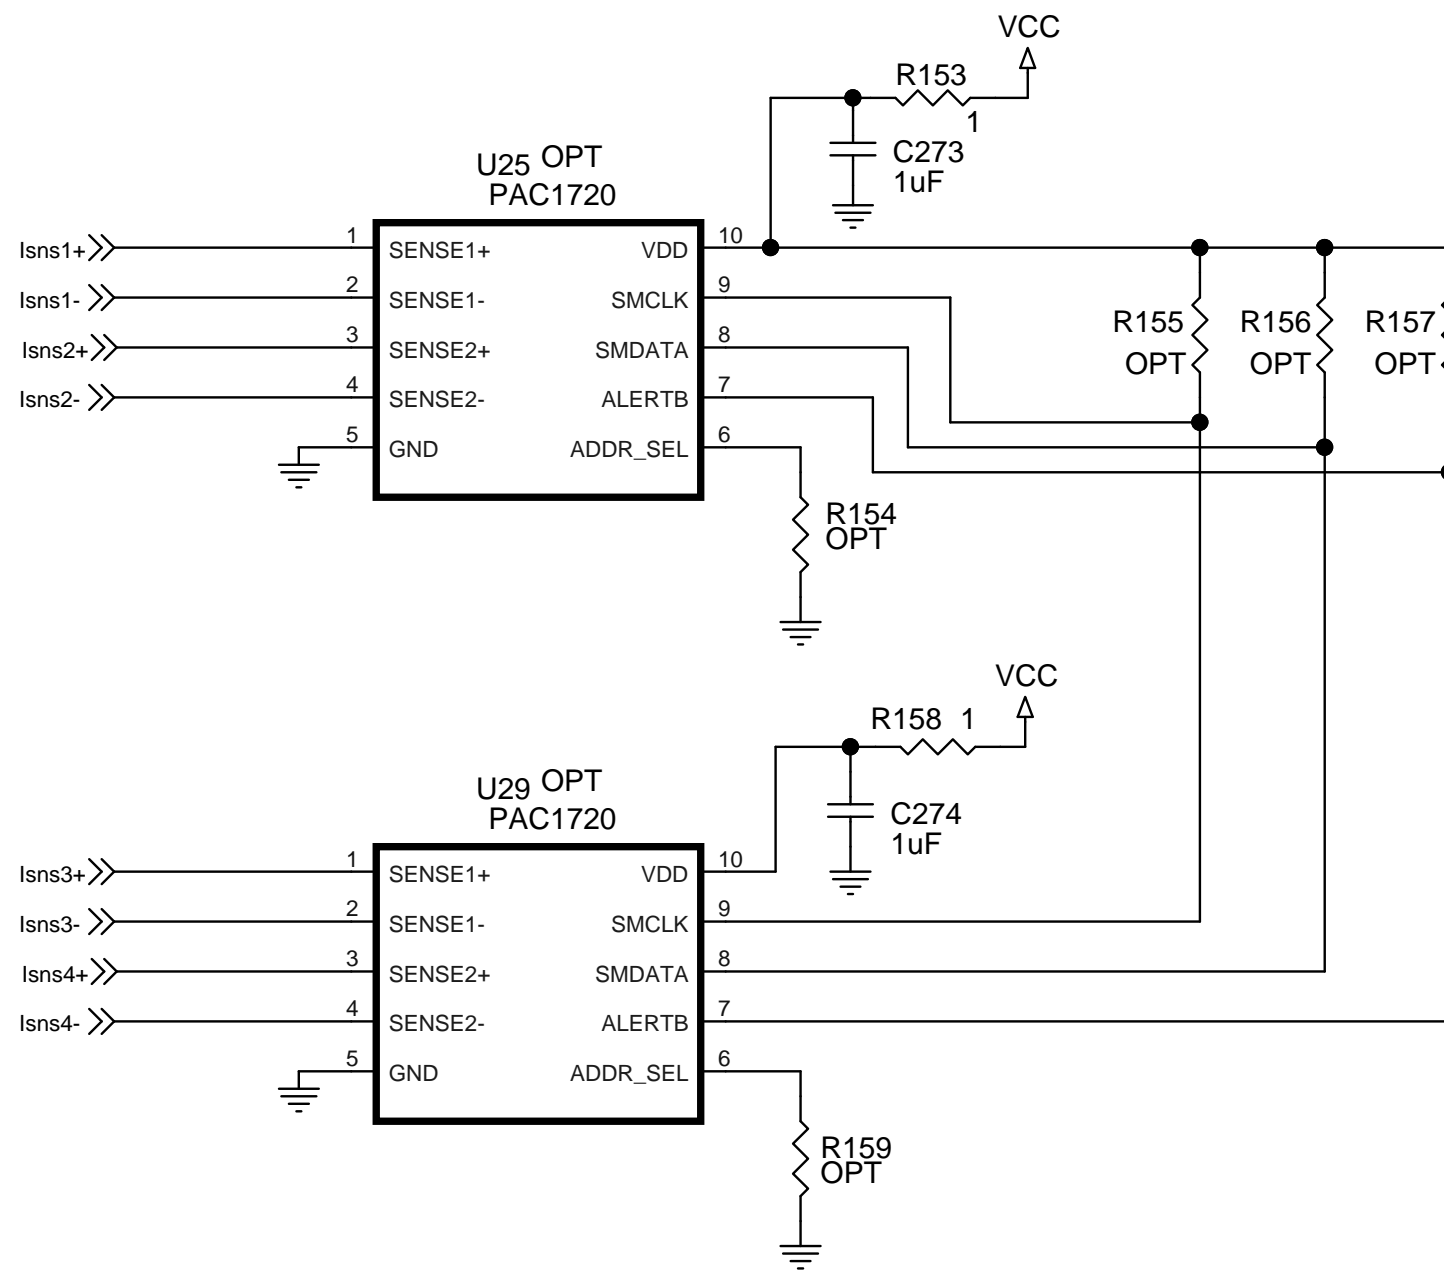 VCC
R153
1
C273
1uF
U25 OPT
PAC1720
Isns1+
1
SENSE1+
VDD
10
Isns1-
2
SENSE1-
SMCLK
9
Isns2+
3
SENSE2+
SMDATA
8
Isns2-
4
SENSE2-
ALERTB
7
5
GND
ADDR_SEL
6
R155
OPT
R156
OPT
R157
OPT
R154
OPT
VCC
R158 1
C274
1uF
U29 OPT
PAC1720
Isns3+
1
SENSE1+
VDD
10
Isns3-
2
SENSE1-
SMCLK
9
Isns4+
3
SENSE2+
SMDATA
8
Isns4-
4
SENSE2-
ALERTB
7
5
GND
ADDR_SEL
6
R159
OPT